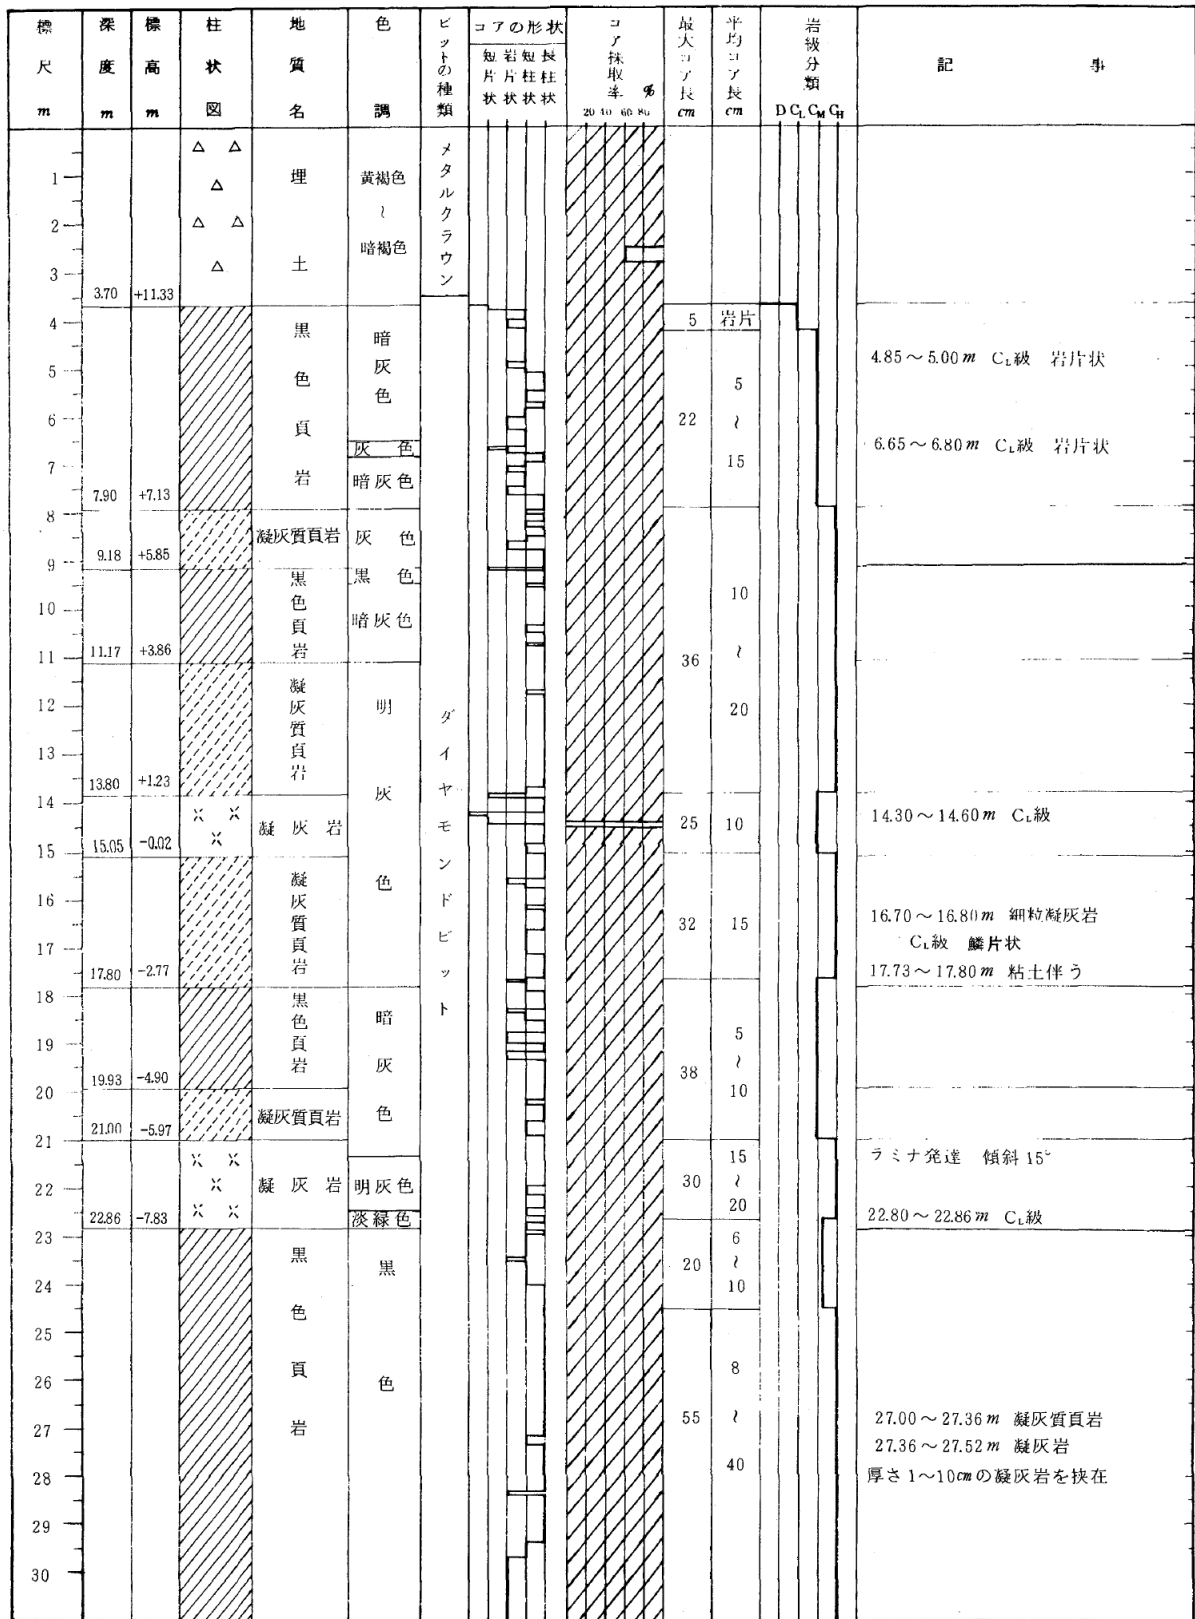 標尺 m
深度 m
標高 m
柱状図
地質名
色調
ビットの種類
コアの形状
短片状 岩片状 短柱状 長柱状
コア採取率 %
20 40 60 80
最大コア長 cm
平均コア長 cm
岩級分類
D CL CM CH
記事
1
2
3
4
5
6
7
8
9
10
11
12
13
14
15
16
17
18
19
20
21
22
23
24
25
26
27
28
29
30
3.70 +11.33
7.90 +7.13
9.18 +5.85
11.17 +3.86
13.80 +1.23
15.05 -0.02
17.80 -2.77
19.93 -4.90
21.00 -5.97
22.86 -7.83
埋土
黒色頁岩
凝灰質頁岩
黒色頁岩
凝灰質頁岩
凝灰岩
凝灰質頁岩
黒色頁岩
凝灰質頁岩
凝灰岩
黒色頁岩
黄褐色
~
暗褐色
暗灰色
灰色
暗灰色
灰色
黒色
暗灰色
明灰色
暗灰色
明灰色
淡緑色
黒色
メタルクラウン
ダイヤモンドビット
5 岩片
22 5~15
36 10~20
25 10
32 15
38 5~10
30 15~20
20 6~10
55 8~40
4.85~5.00m CL級 岩片状
6.65~6.80m CL級 岩片状
14.30~14.60m CL級
16.70~16.80m 細粒凝灰岩
CL級 鱗片状
17.73~17.80m 粘土伴う
ラミナ発達 傾斜15°
22.80~22.86m CL級
27.00~27.36m 凝灰質頁岩
27.36~27.52m 凝灰岩
厚さ1~10cmの凝灰岩を挟在